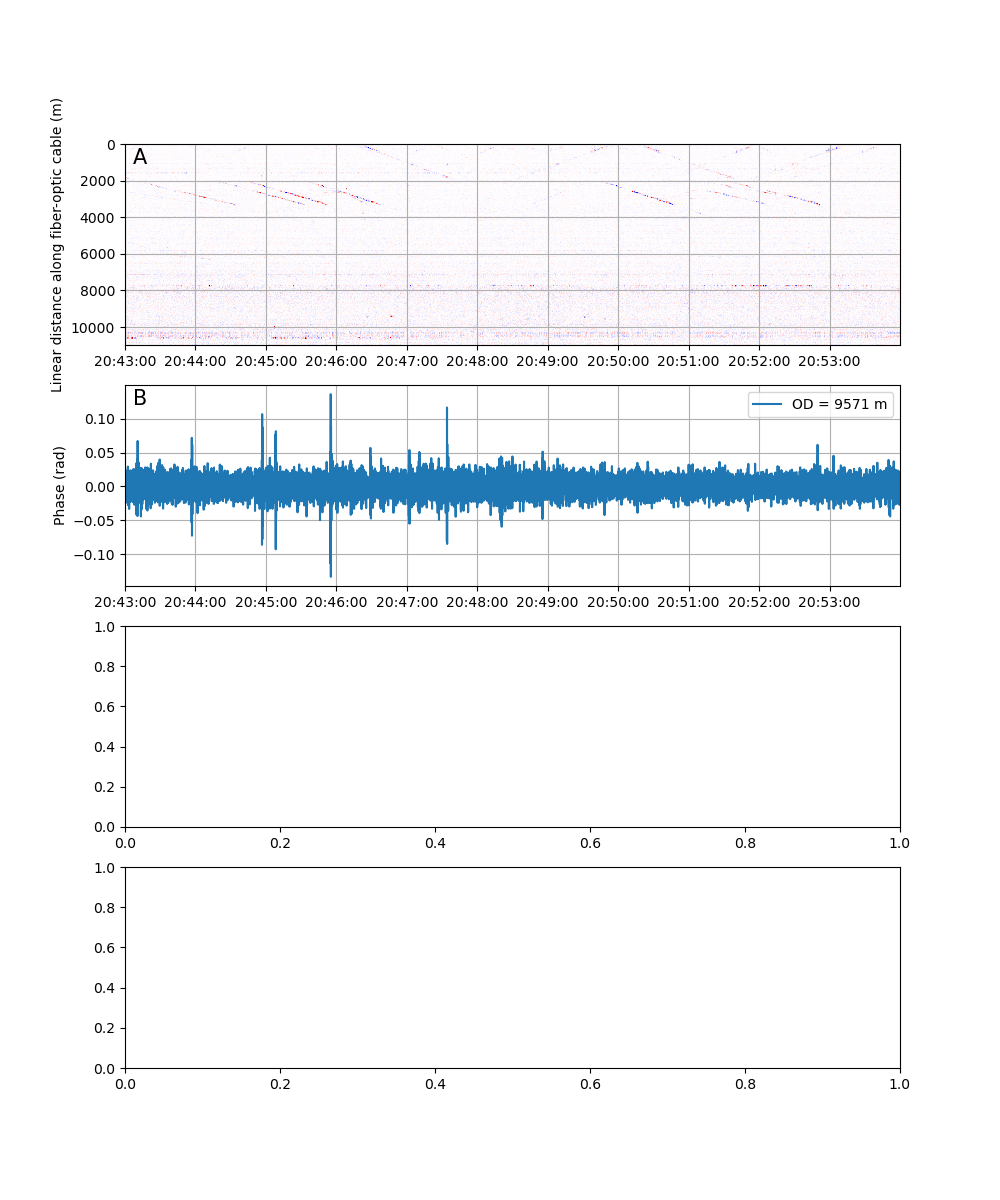 Linear distance along fiber-optic cable (m)
A
0
2000
4000
6000
8000
10000
20:43:00 20:44:00 20:45:00 20:46:00 20:47:00 20:48:00 20:49:00 20:50:00 20:51:00 20:52:00 20:53:00
Phase (rad)
B
OD = 9571 m
0.10
0.05
0.00
−0.05
−0.10
20:43:00 20:44:00 20:45:00 20:46:00 20:47:00 20:48:00 20:49:00 20:50:00 20:51:00 20:52:00 20:53:00
1.0
0.8
0.6
0.4
0.2
0.0
0.0 0.2 0.4 0.6 0.8 1.0
1.0
0.8
0.6
0.4
0.2
0.0
0.0 0.2 0.4 0.6 0.8 1.0